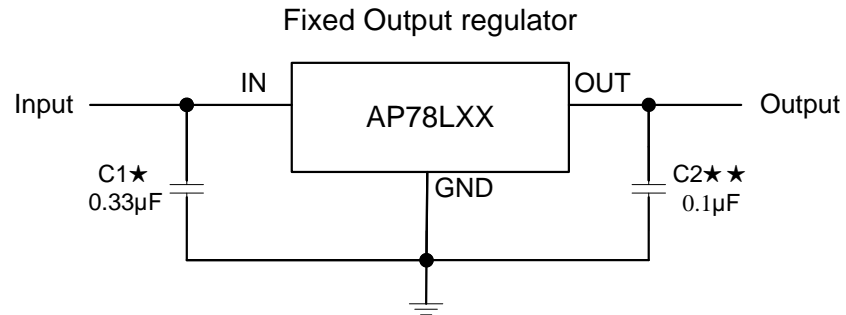 Fixed Output regulator
IN
OUT
Input
AP78LXX
Output
C1★
0.33µF
GND
C2★★
0.1µF